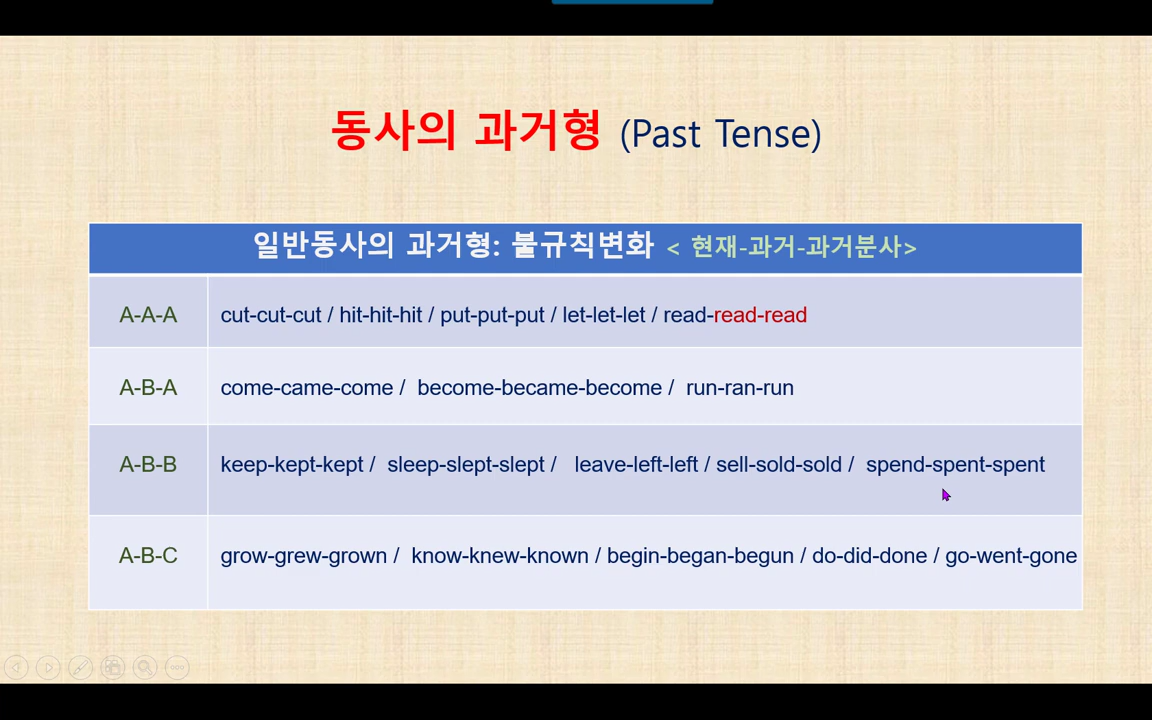 동사의 과거형 (Past Tense)
일반동사의 과거형: 불규칙변화 < 현재-과거-과거분사>
A-A-A cut-cut-cut / hit-hit-hit / put-put-put / let-let-let / read-read-read
A-B-A come-came-come / become-became-become / run-ran-run
A-B-B keep-kept-kept / sleep-slept-slept / leave-left-left / sell-sold-sold / spend-spent-spent
A-B-C grow-grew-grown / know-knew-known / begin-began-begun / do-did-done / go-went-gone